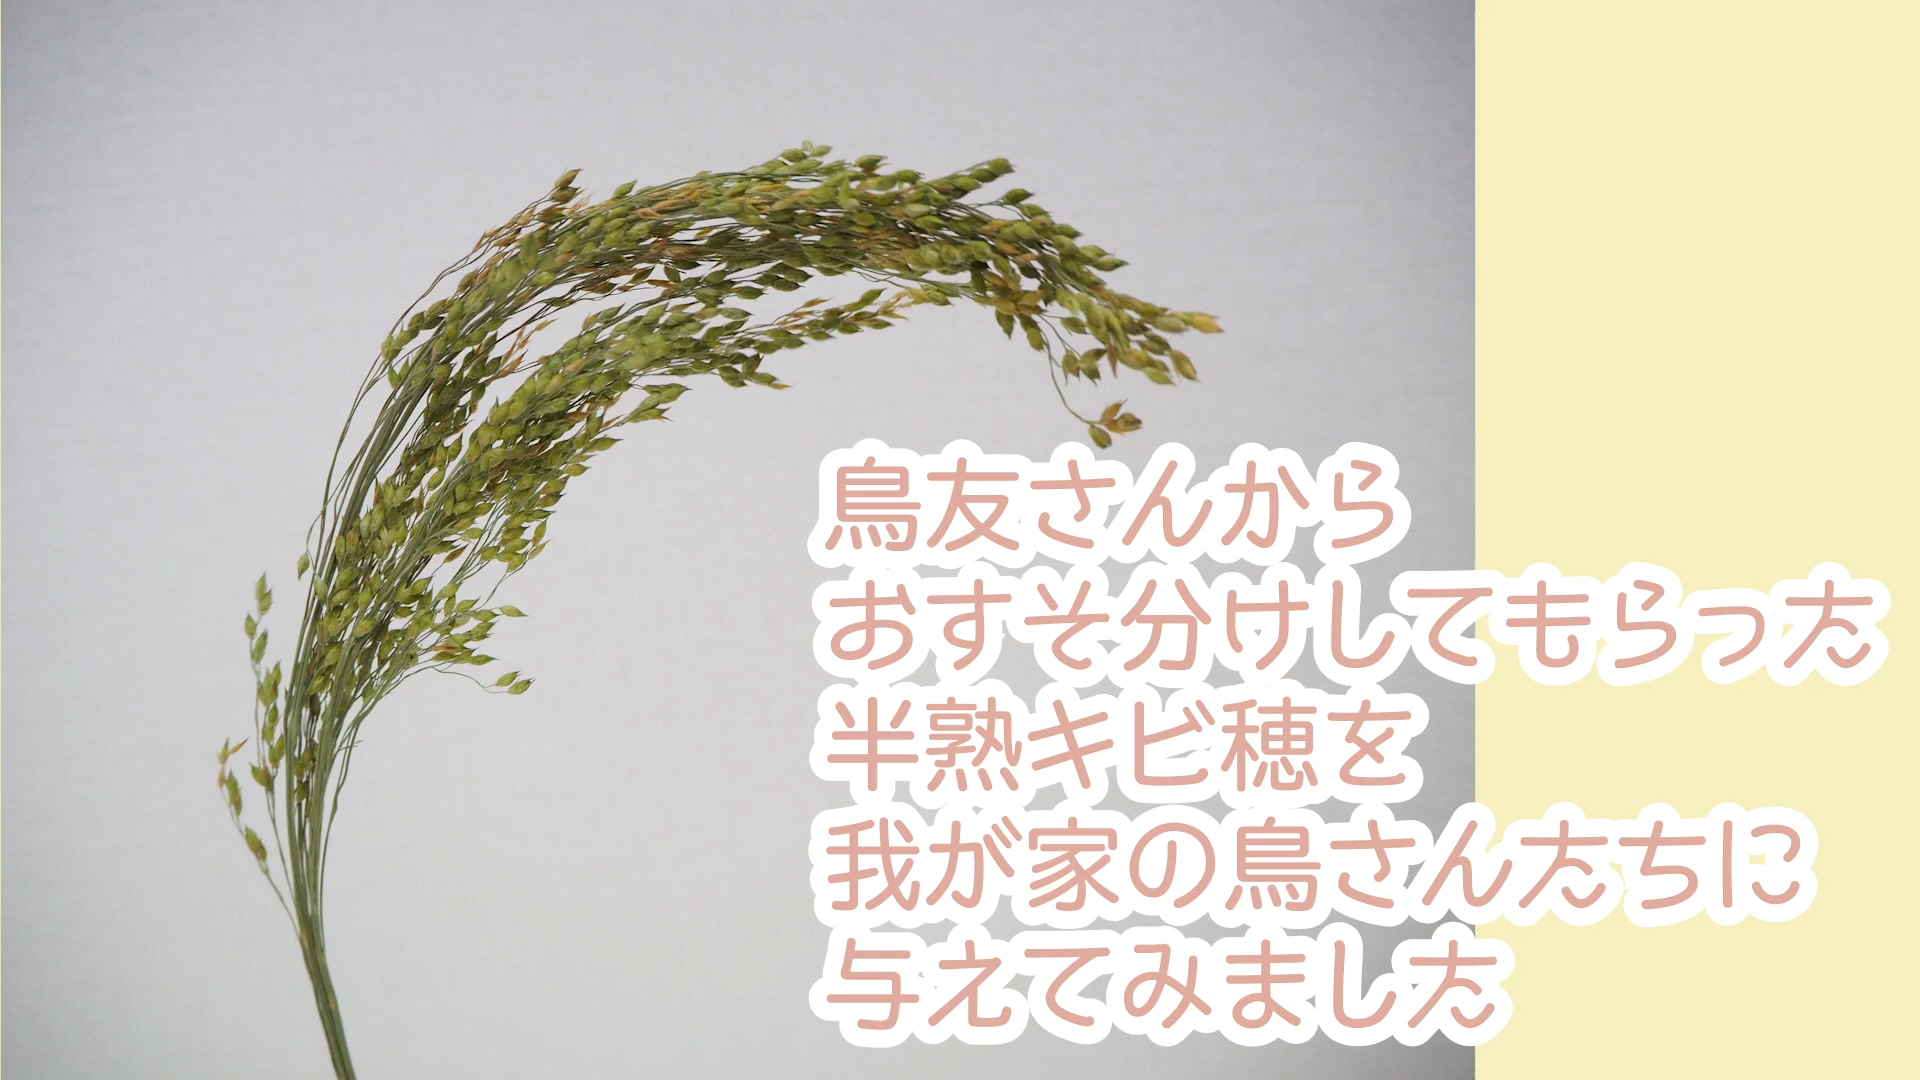 鳥友さんから
おすそ分けしてもらった
半熟キビ穂を
我が家の鳥さんたちに
与えてみました